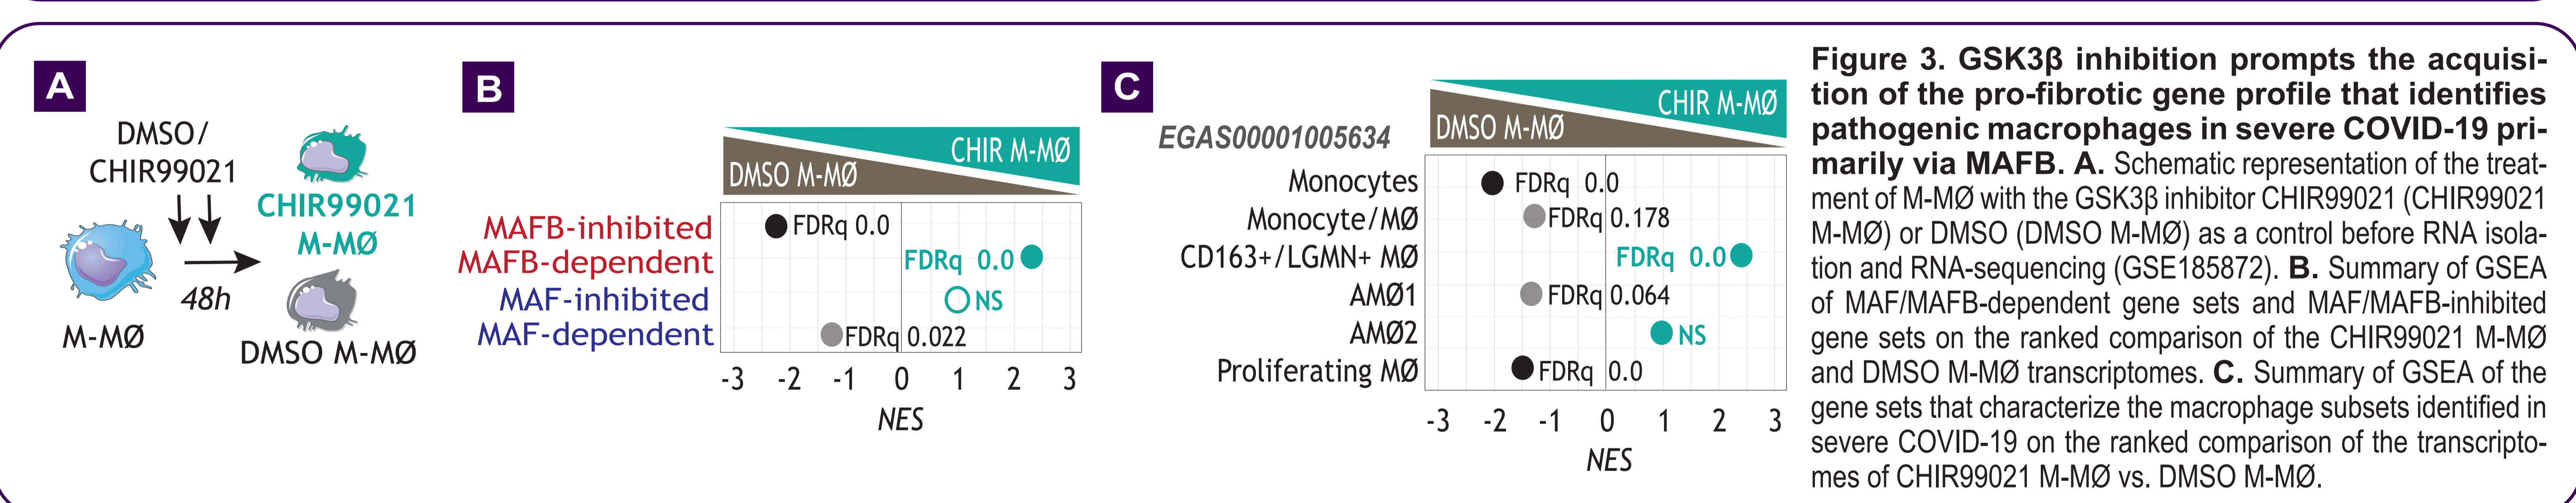 A
DMSO/
CHIR99021
CHIR99021
M-MØ
48h
M-MØ
DMSO M-MØ
B
CHIR M-MØ
DMSO M-MØ
MAFB-inhibited
FDRq 0.0
MAFB-dependent
FDRq 0.0
MAF-inhibited
NS
MAF-dependent
FDRq 0.022
-3 -2 -1 0 1 2 3
NES
C
CHIR M-MØ
DMSO M-MØ
EGAS00001005634
Monocytes
FDRq 0.0
Monocyte/MØ
FDRq 0.178
CD163+/LGMN+ MØ
FDRq 0.0
AMØ1
FDRq 0.064
AMØ2
NS
Proliferating MØ
FDRq 0.0
-3 -2 -1 0 1 2 3
NES
Figure 3. GSK3β inhibition prompts the acquisi-
tion of the pro-fibrotic gene profile that identifies
pathogenic macrophages in severe COVID-19 pri-
marily via MAFB. A. Schematic representation of the treat-
ment of M-MØ with the GSK3β inhibitor CHIR99021 (CHIR99021
M-MØ) or DMSO (DMSO M-MØ) as a control before RNA isola-
tion and RNA-sequencing (GSE185872). B. Summary of GSEA
of MAF/MAFB-dependent gene sets and MAF/MAFB-inhibited
gene sets on the ranked comparison of the CHIR99021 M-MØ
and DMSO M-MØ transcriptomes. C. Summary of GSEA of the
gene sets that characterize the macrophage subsets identified in
severe COVID-19 on the ranked comparison of the transcripto-
mes of CHIR99021 M-MØ vs. DMSO M-MØ.